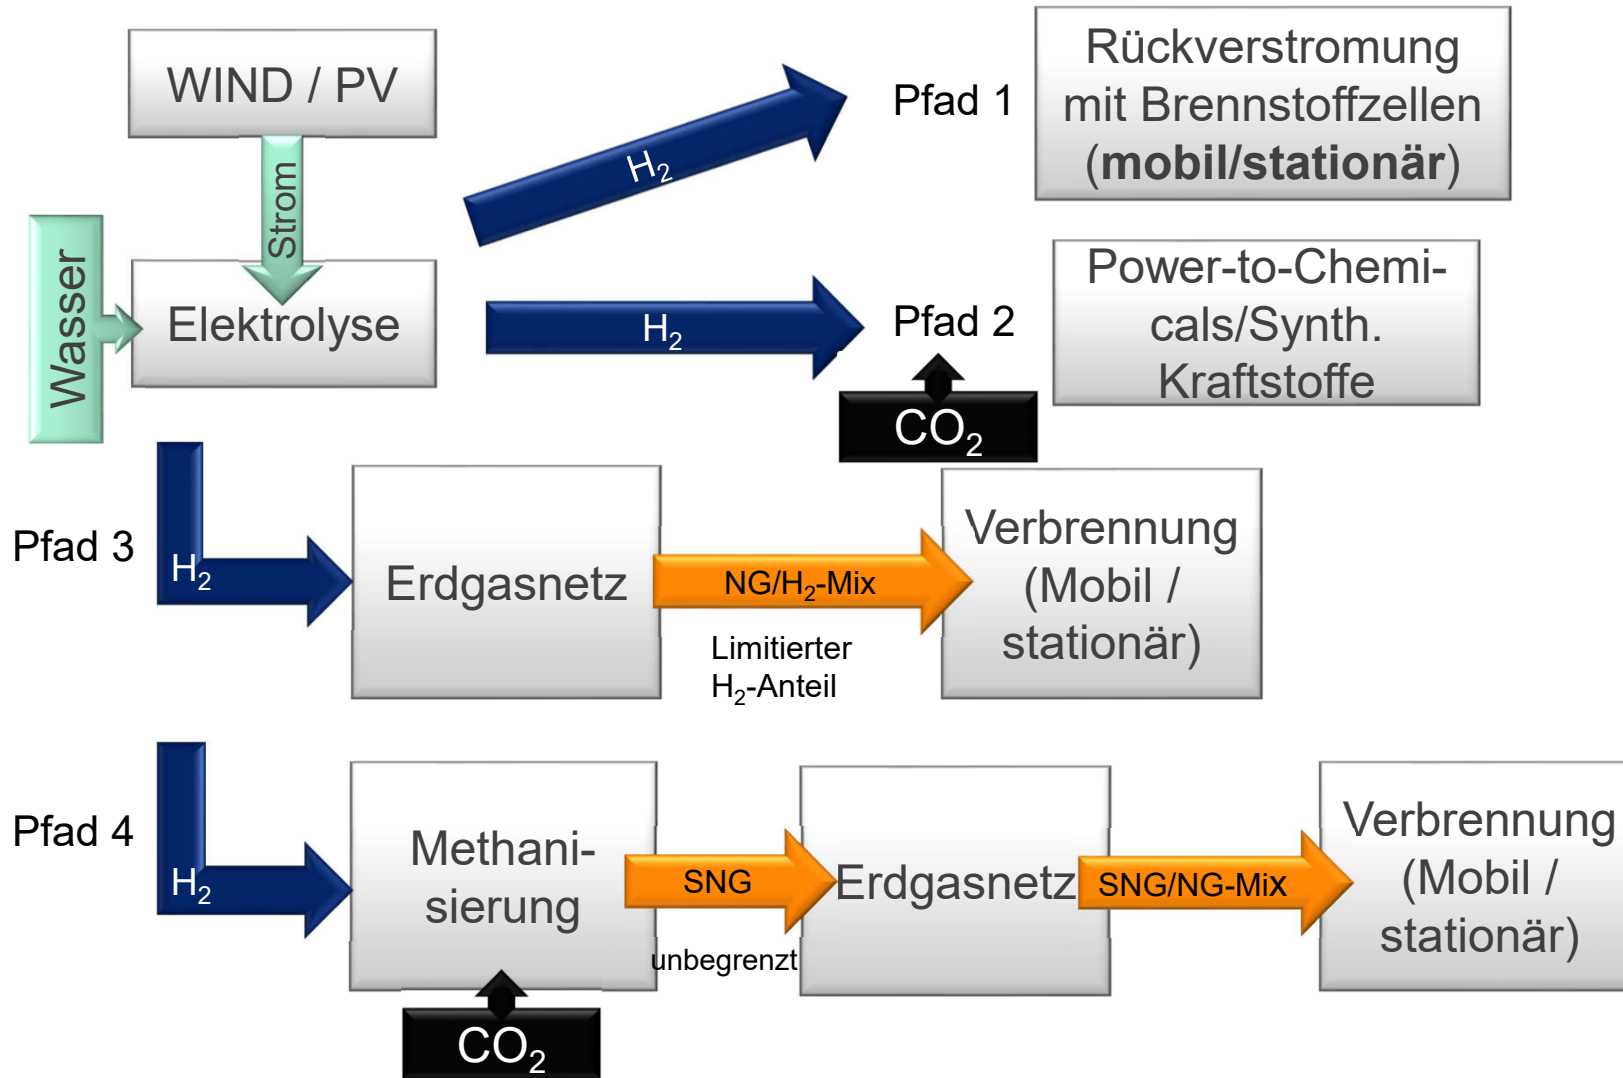 WIND / PV
Strom
Wasser
Elektrolyse
H₂
Pfad 1
Rückverstromung
mit Brennstoffzellen
(mobil/stationär)
H₂
Pfad 2
CO₂
Power-to-Chemi-
cals/Synth.
Kraftstoffe
Pfad 3
H₂
Erdgasnetz
NG/H₂-Mix
Limitierter
H₂-Anteil
Verbrennung
(Mobil /
stationär)
Pfad 4
H₂
Methani-
sierung
CO₂
SNG
unbegrenzt
Erdgasnetz
SNG/NG-Mix
Verbrennung
(Mobil /
stationär)